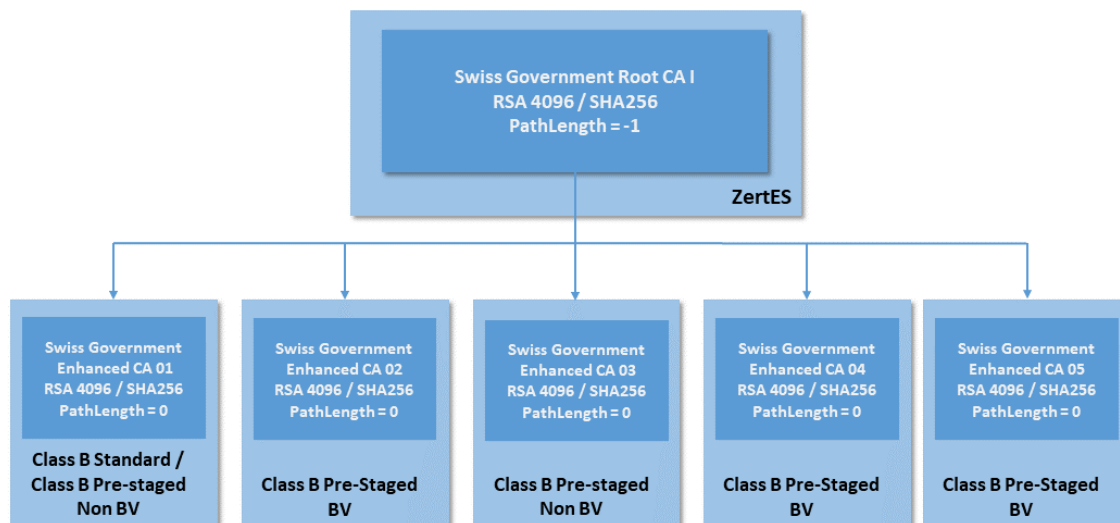 Swiss Government Root CA I
RSA 4096 / SHA256
PathLength = -1
ZertES
Swiss Government
Enhanced CA 01
RSA 4096 / SHA256
PathLength = 0
Class B Standard /
Class B Pre-staged
Non BV
Swiss Government
Enhanced CA 02
RSA 4096 / SHA256
PathLength = 0
Class B Pre-Staged
BV
Swiss Government
Enhanced CA 03
RSA 4096 / SHA256
PathLength = 0
Class B Pre-staged
Non BV
Swiss Government
Enhanced CA 04
RSA 4096 / SHA256
PathLength = 0
Class B Pre-Staged
BV
Swiss Government
Enhanced CA 05
RSA 4096 / SHA256
PathLength = 0
Class B Pre-Staged
BV